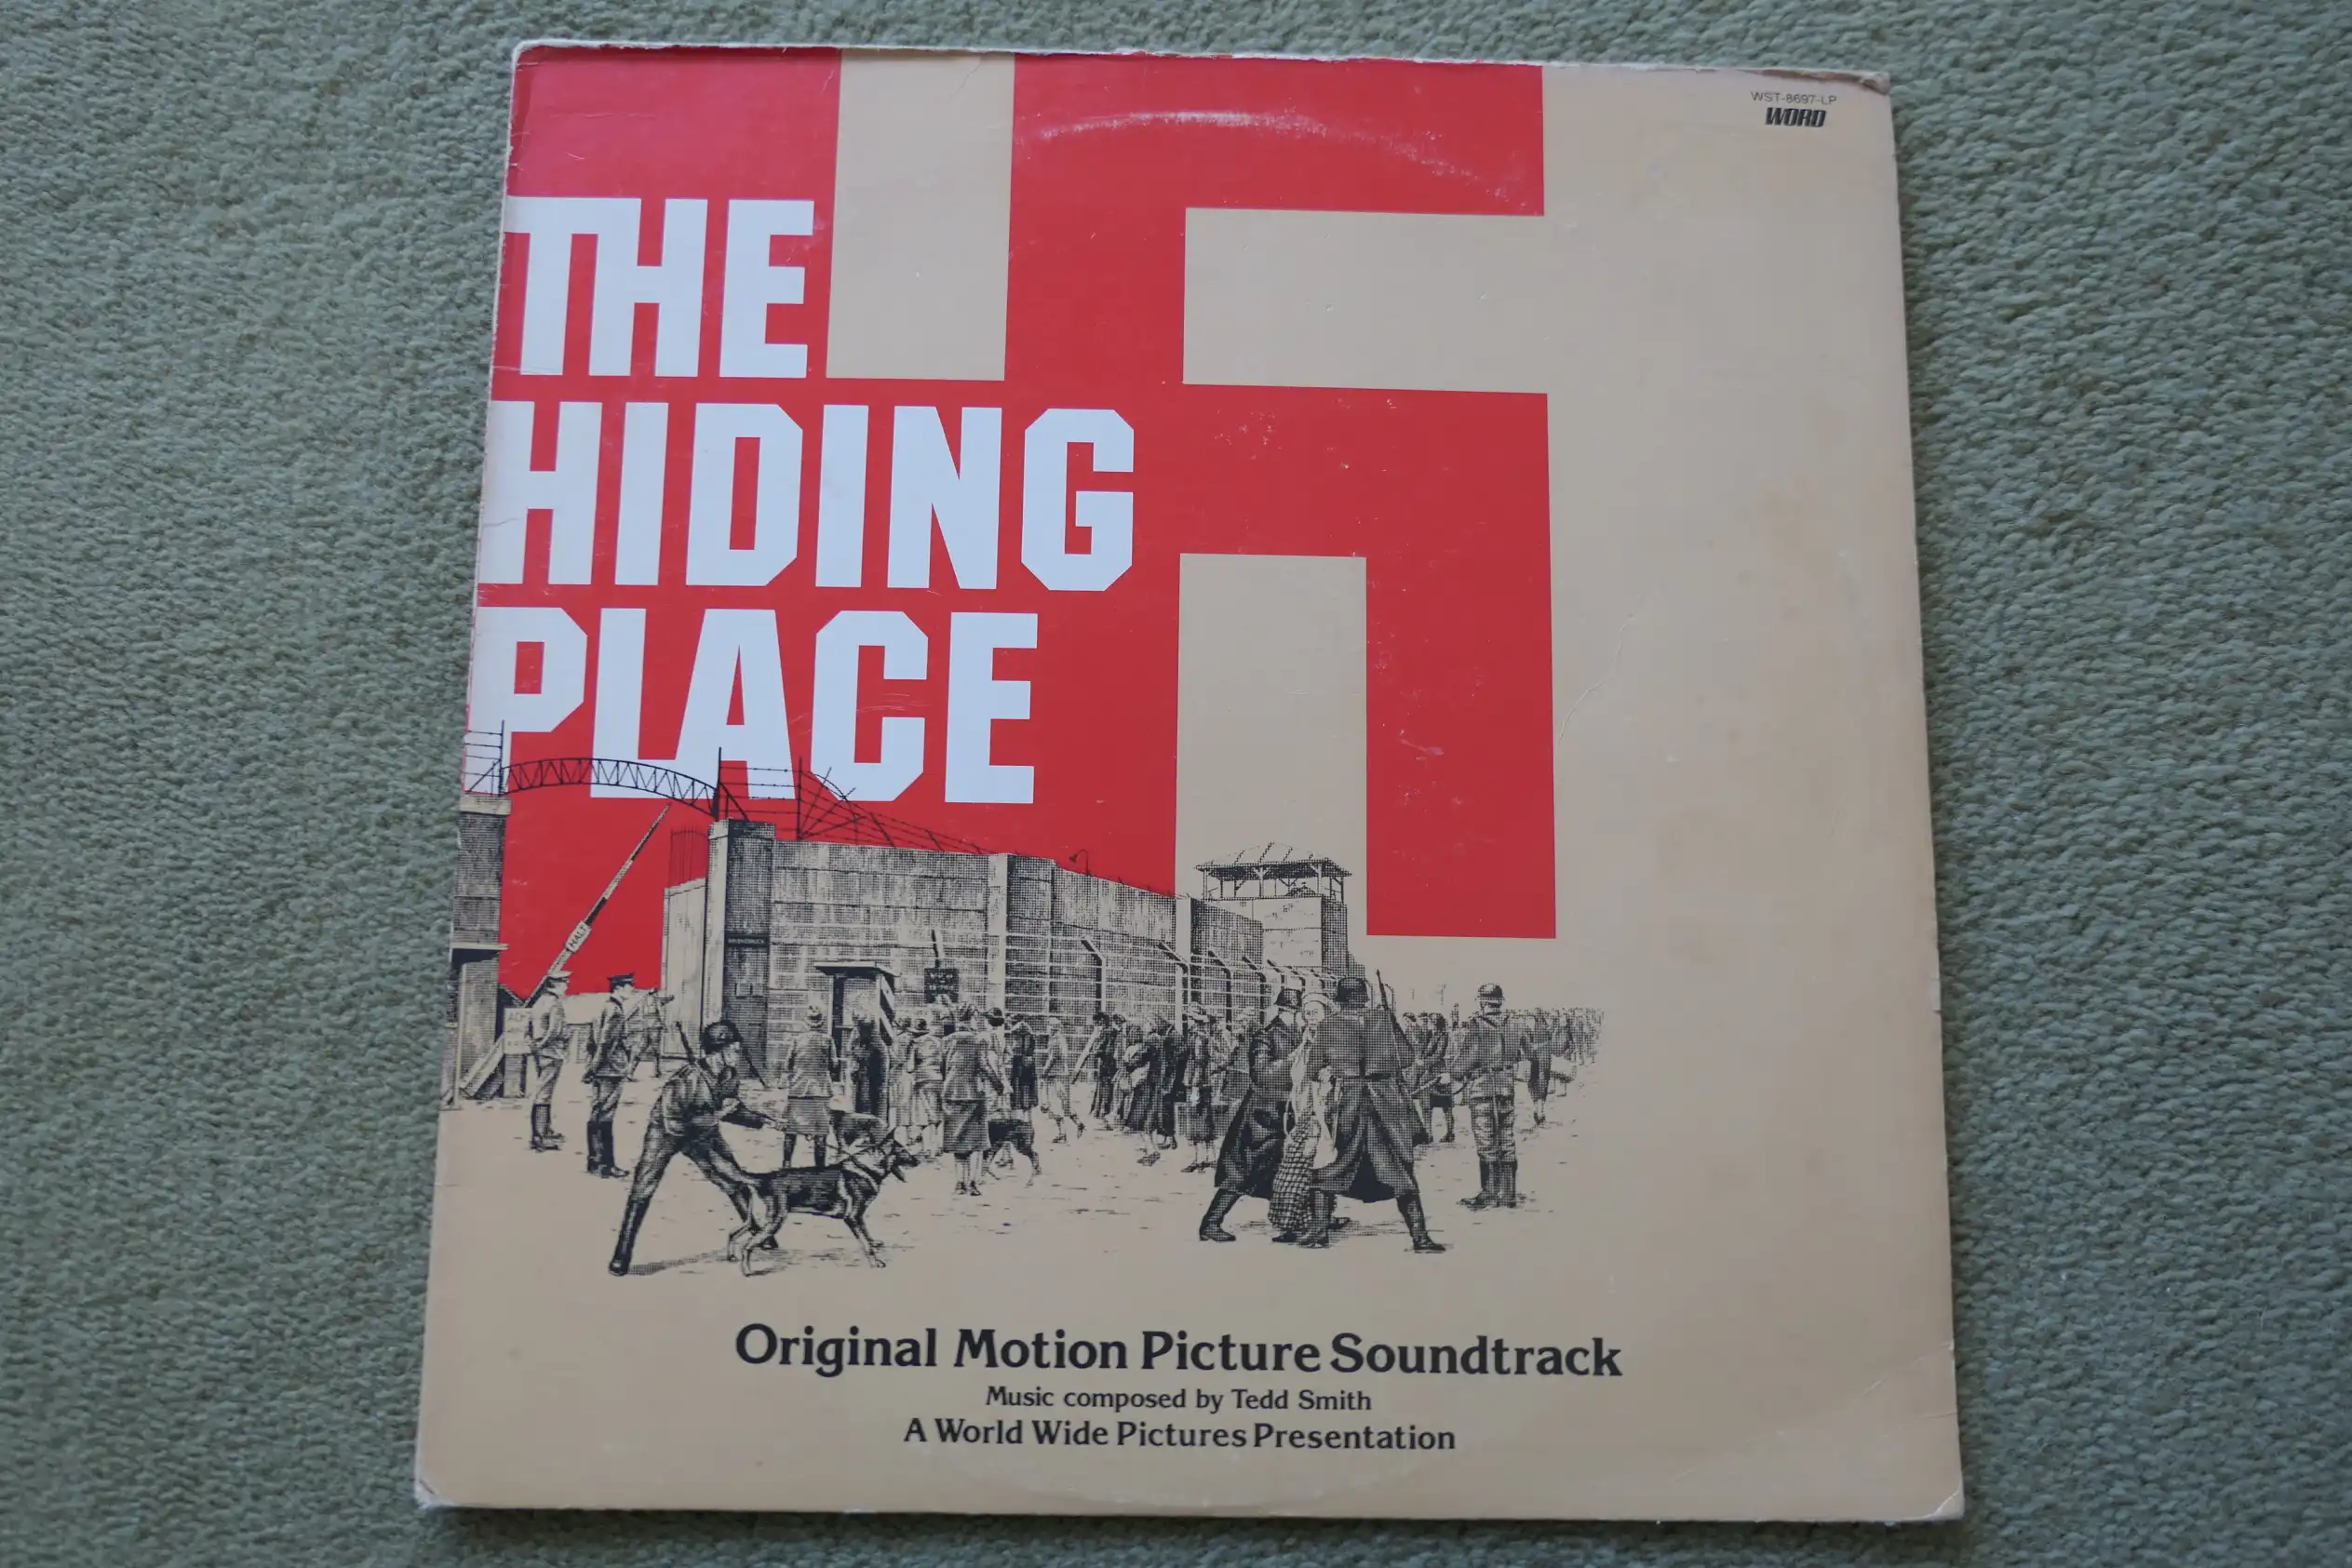 WST-8697-LP
WORD
THE
HIDING
PLACE
HALT
Original Motion Picture Soundtrack
Music composed by Tedd Smith
A World Wide Pictures Presentation